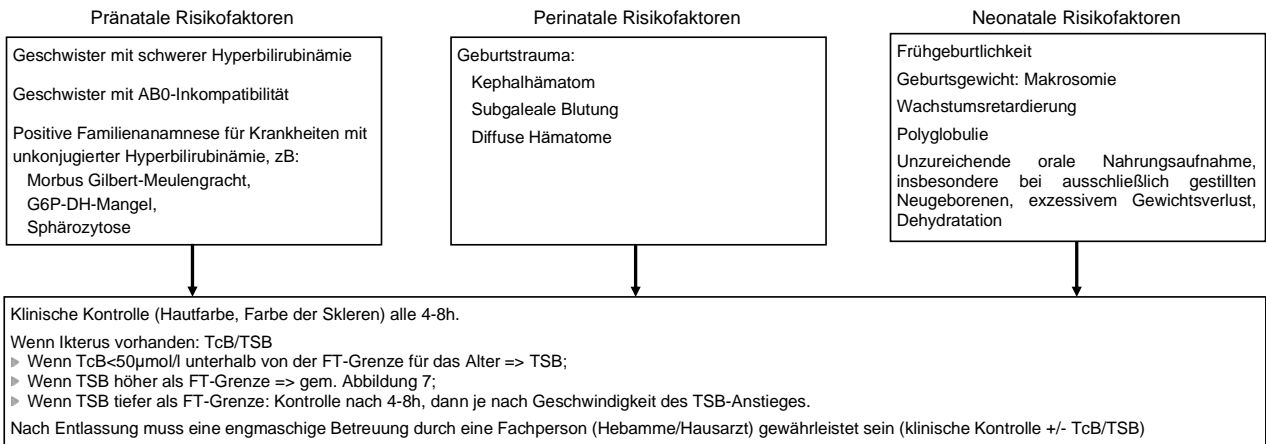 Pränatale Risikofaktoren
Geschwister mit schwerer Hyperbilirubinämie
Geschwister mit AB0-Inkompatibilität
Positive Familienanamnese für Krankheiten mit
unkonjugierter Hyperbilirubinämie, zB:
Morbus Gilbert-Meulengracht,
G6P-DH-Mangel,
Sphärozytose
Perinatale Risikofaktoren
Geburtstrauma:
Kephalhämatom
Subgaleale Blutung
Diffuse Hämatome
Neonatale Risikofaktoren
Frühgeburtlichkeit
Geburtsgewicht: Makrosomie
Wachstumsretardierung
Polyglobulie
Unzureichende orale Nahrungsaufnahme,
insbesondere bei ausschließlich gestillten
Neugeborenen, exzessivem Gewichtsverlust,
Dehydratation
Klinische Kontrolle (Hautfarbe, Farbe der Skleren) alle 4-8h.
Wenn Ikterus vorhanden: TcB/TSB
Wenn TcB<50µmol/l unterhalb von der FT-Grenze für das Alter => TSB;
Wenn TSB höher als FT-Grenze => gem. Abbildung 7;
Wenn TSB tiefer als FT-Grenze: Kontrolle nach 4-8h, dann je nach Geschwindigkeit des TSB-Anstieges.
Nach Entlassung muss eine engmaschige Betreuung durch eine Fachperson (Hebamme/Hausarzt) gewährleistet sein (klinische Kontrolle +/- TcB/TSB)